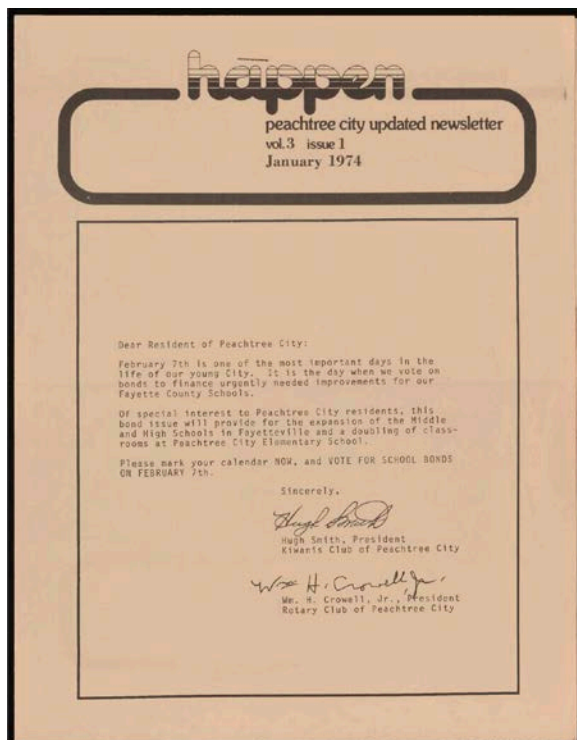 happen
peachtree city updated newsletter
vol.3 issue 1
January 1974
Dear Resident of Peachtree City:
February 7th is one of the most important days in the
life of our young City. It is the day when we vote on
bonds to finance urgently needed improvements for our
Fayette County Schools.
Of special interest to Peachtree City residents, this
bond issue will provide for the expansion of the Middle
and High Schools in Fayetteville and a doubling of class-
rooms at Peachtree City Elementary School.
Please mark your calendar NOW, and VOTE FOR SCHOOL BONDS
ON FEBRUARY 7th.
Sincerely,
Hugh Smith
Hugh Smith, President
Kiwanis Club of Peachtree City
Wm H. Crowell, Jr.
Wm. H. Crowell, Jr., President
Rotary Club of Peachtree City